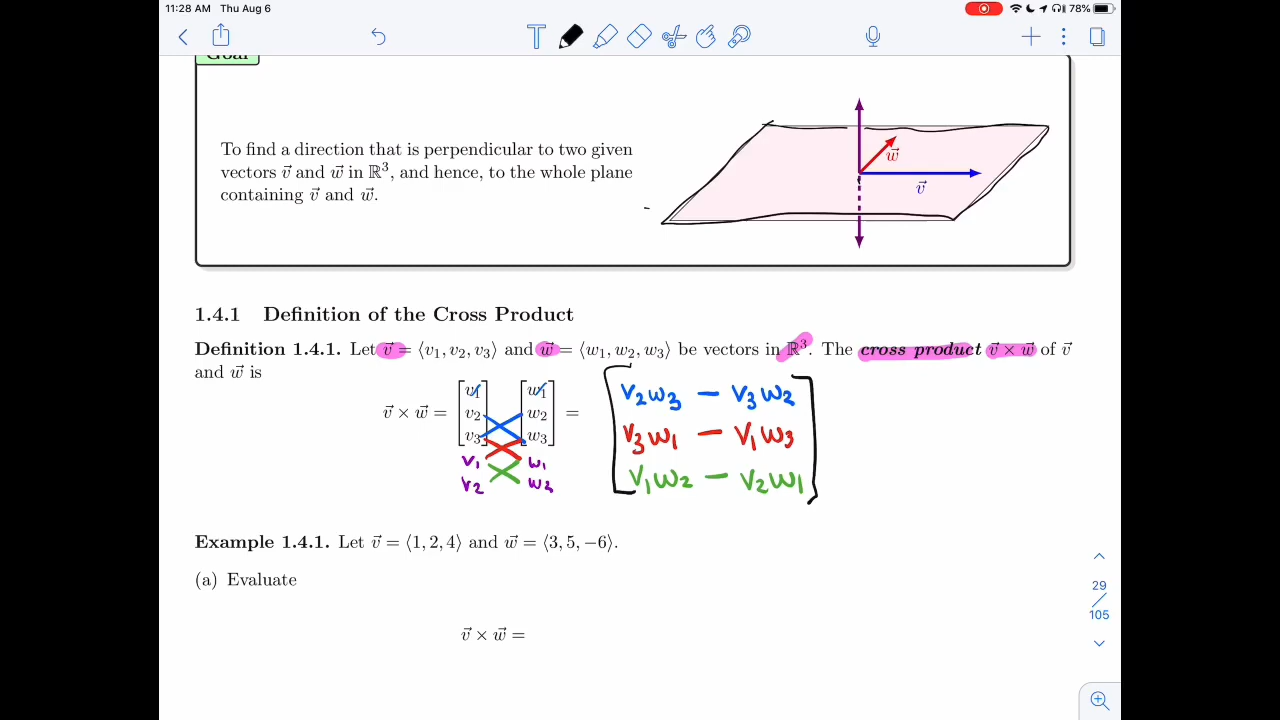 11:28 AM Thu Aug 6
78%
Goal
To find a direction that is perpendicular to two given
vectors v⃗ and w⃗ in ℝ³, and hence, to the whole plane
containing v⃗ and w⃗.
w⃗
v⃗
1.4.1 Definition of the Cross Product
Definition 1.4.1. Let v⃗ = ⟨v₁, v₂, v₃⟩ and w⃗ = ⟨w₁, w₂, w₃⟩ be vectors in ℝ³. The cross product v⃗ × w⃗ of v⃗
and w⃗ is
v₁ w₁ v₂w₃ − v₃w₂
v⃗ × w⃗ = v₂ w₂ =
v₃ w₃ v₃w₁ − v₁w₃
v₁ w₁
v₂ w₂ v₁w₂ − v₂w₁
Example 1.4.1. Let v⃗ = ⟨1, 2, 4⟩ and w⃗ = ⟨3, 5, −6⟩.
(a) Evaluate
v⃗ × w⃗ =
29
/
105